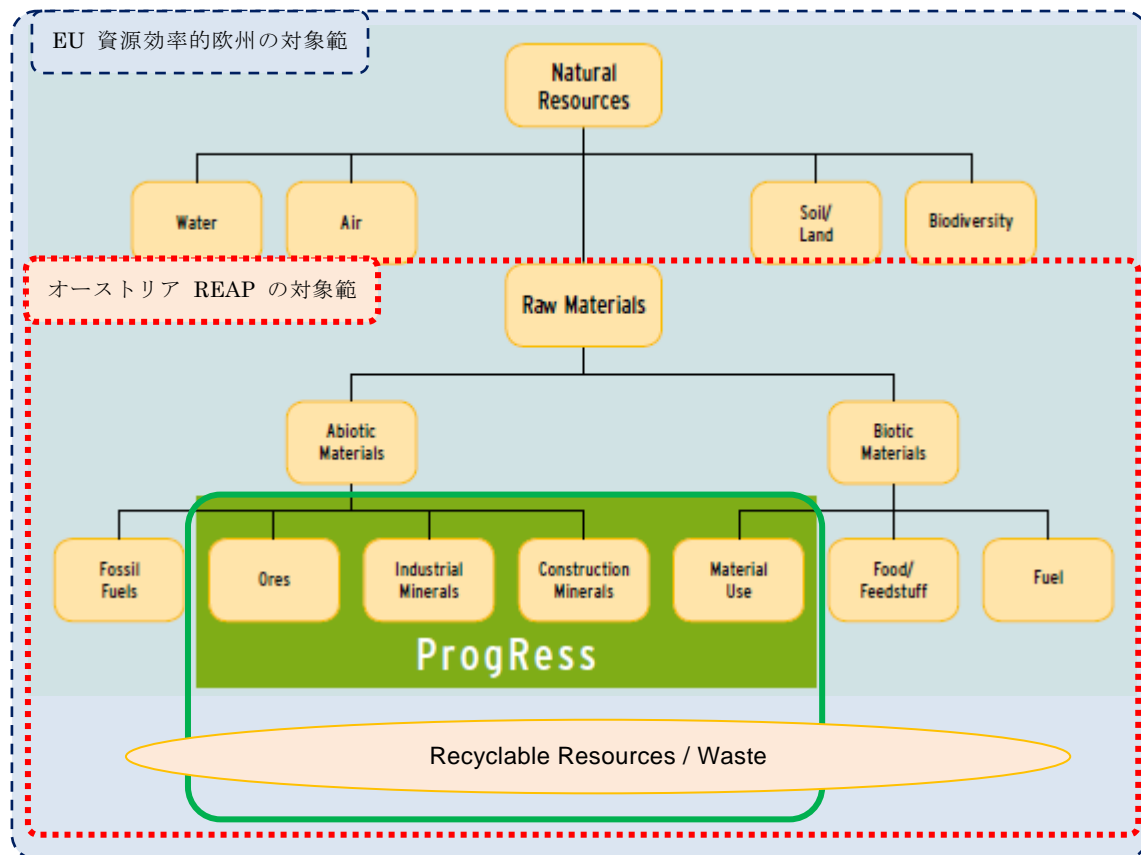 EU 資源効率的欧州の対象範
Natural
Resources
Water
Air
Soil/
Land
Biodiversity
オーストリア REAP の対象範
Raw Materials
Abiotic
Materials
Biotic
Materials
Fossil
Fuels
Ores
Industrial
Minerals
Construction
Minerals
Material
Use
Food/
Feedstuff
Fuel
ProgRess
Recyclable Resources / Waste